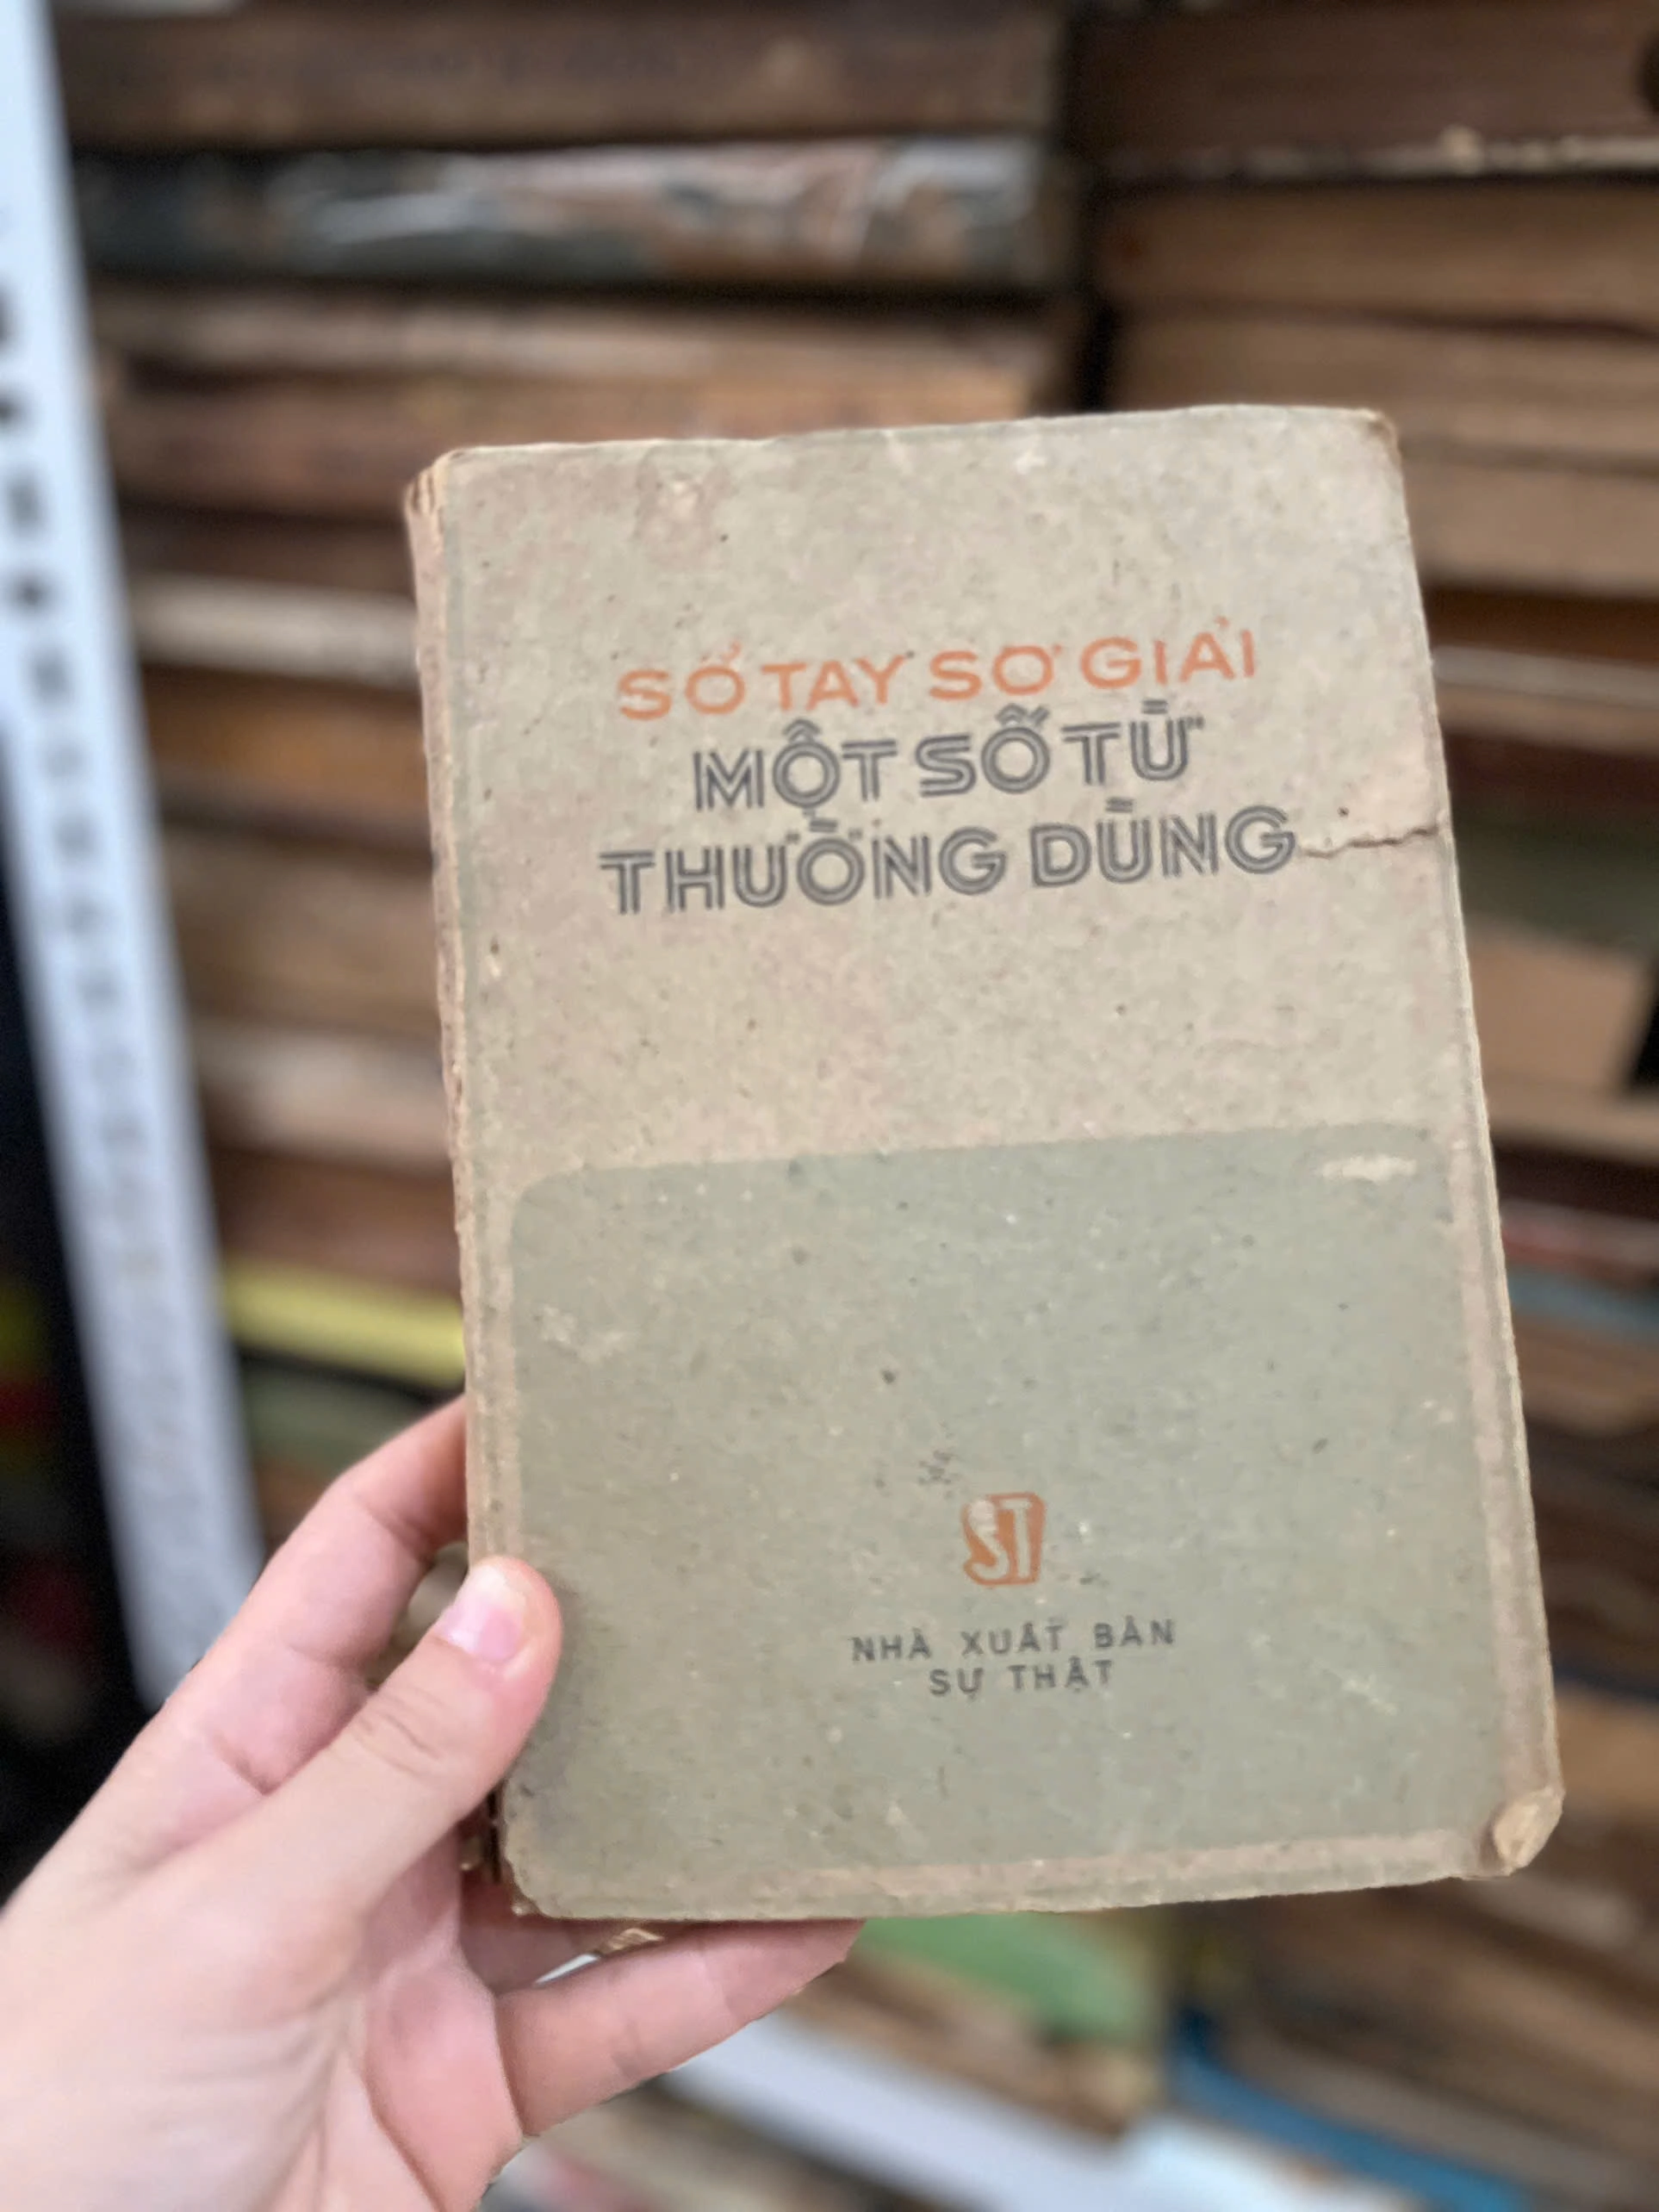 SỔ TAY SƠ GIẢI
MỘT SỐ TỪ
THƯỜNG DÙNG
ST
NHÀ XUẤT BẢN
SỰ THẬT